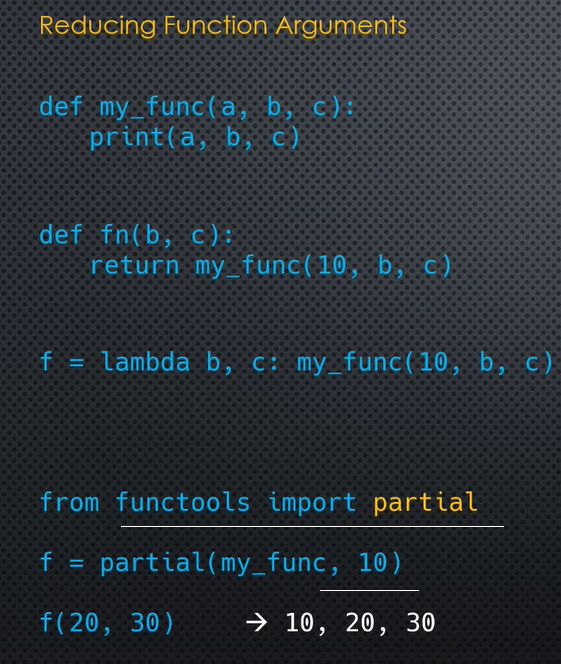 Reducing Function Arguments
def my_func(a, b, c):
print(a, b, c)
def fn(b, c):
return my_func(10, b, c)
f = lambda b, c: my_func(10, b, c)
from functools import partial
f = partial(my_func, 10)
f(20, 30) → 10, 20, 30